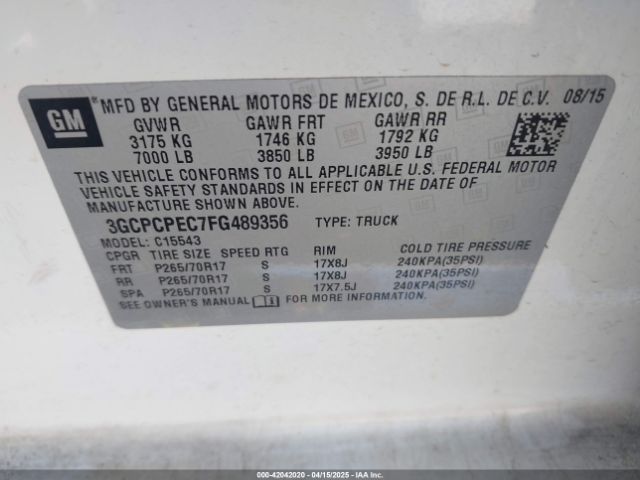 GM ® MFD BY GENERAL MOTORS DE MEXICO, S. DE R.L. DE C.V. 08/15
GVWR GAWR FRT GAWR RR
3175 KG 1746 KG 1792 KG
7000 LB 3850 LB 3950 LB
THIS VEHICLE CONFORMS TO ALL APPLICABLE U.S. FEDERAL MOTOR
VEHICLE SAFETY STANDARDS IN EFFECT ON THE DATE OF
MANUFACTURE SHOWN ABOVE.
3GCPCPEC7FG489356 TYPE: TRUCK
MODEL: C15543
CPGR TIRE SIZE SPEED RTG RIM COLD TIRE PRESSURE
FRT P265/70R17 S 17X8J 240KPA(35PSI)
RR P265/70R17 S 17X8J 240KPA(35PSI)
SPA P265/70R17 S 17X7.5J 240KPA(35PSI)
SEE OWNER'S MANUAL FOR MORE INFORMATION.
000-42042020 - 04/15/2025 - IAAI.COM